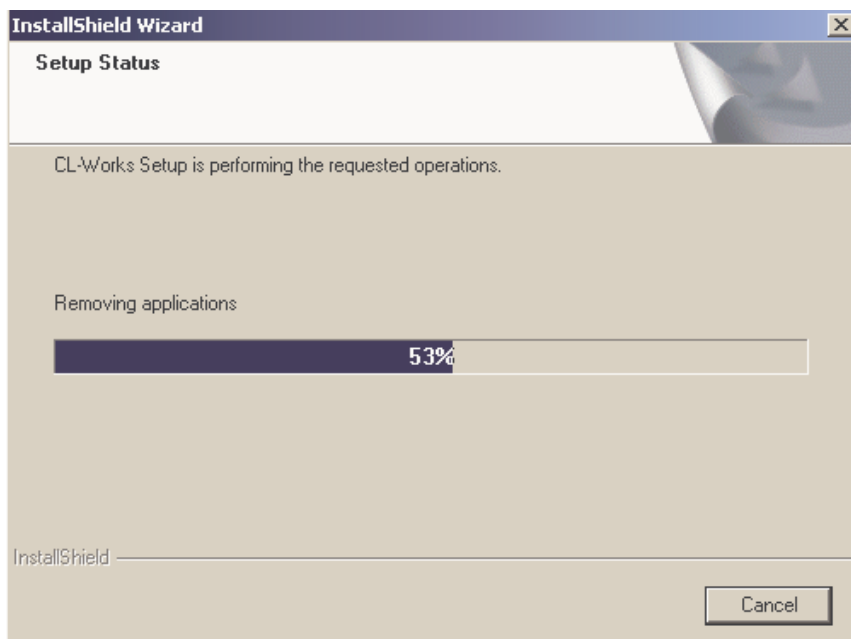 InstallShield Wizard
Setup Status
CL-Works Setup is performing the requested operations.
Removing applications
53%
InstallShield
Cancel